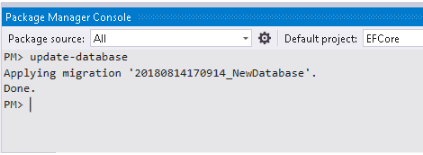 Package Manager Console
Package source: All Default project: EFCore
PM> update-database
Applying migration '20180814170914_NewDatabase'.
Done.
PM>